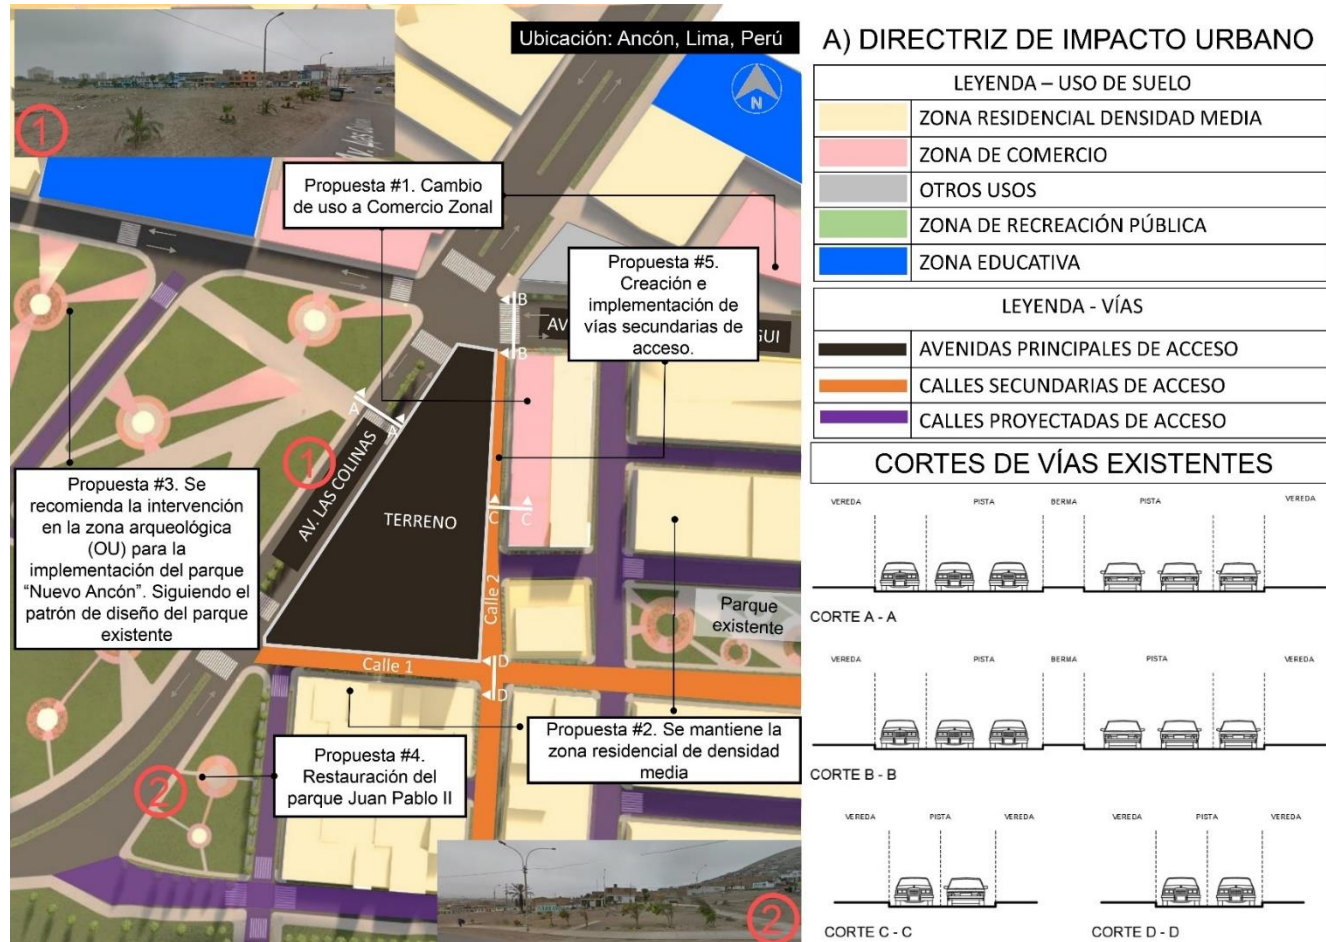 Ubicación: Ancón, Lima, Perú
N
1
Propuesta #1. Cambio
de uso a Comercio Zonal
Propuesta #5.
Creación e
implementación de
vías secundarias de
acceso.
B
B
AV
GUI
A
A
1
AV. LAS COLINAS
TERRENO
C
C
Calle 2
Propuesta #3. Se
recomienda la intervención
en la zona arqueológica
(OU) para la
implementación del parque
“Nuevo Ancón”. Siguiendo el
patrón de diseño del parque
existente
Parque
existente
Calle 1
D
D
Propuesta #2. Se mantiene la
zona residencial de densidad
media
Propuesta #4.
Restauración del
parque Juan Pablo II
2
2
A) DIRECTRIZ DE IMPACTO URBANO
LEYENDA – USO DE SUELO
ZONA RESIDENCIAL DENSIDAD MEDIA
ZONA DE COMERCIO
OTROS USOS
ZONA DE RECREACIÓN PÚBLICA
ZONA EDUCATIVA
LEYENDA - VÍAS
AVENIDAS PRINCIPALES DE ACCESO
CALLES SECUNDARIAS DE ACCESO
CALLES PROYECTADAS DE ACCESO
CORTES DE VÍAS EXISTENTES
VEREDA PISTA BERMA PISTA VEREDA
CORTE A - A
VEREDA PISTA BERMA PISTA VEREDA
CORTE B - B
VEREDA PISTA VEREDA
CORTE C - C
VEREDA PISTA VEREDA
CORTE D - D